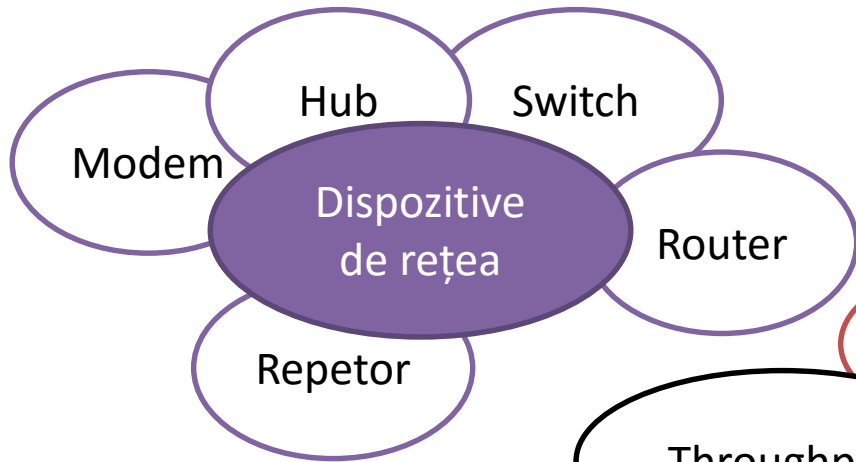 Hub
Switch
Modem
Dispozitive
de rețea
Router
Repetor